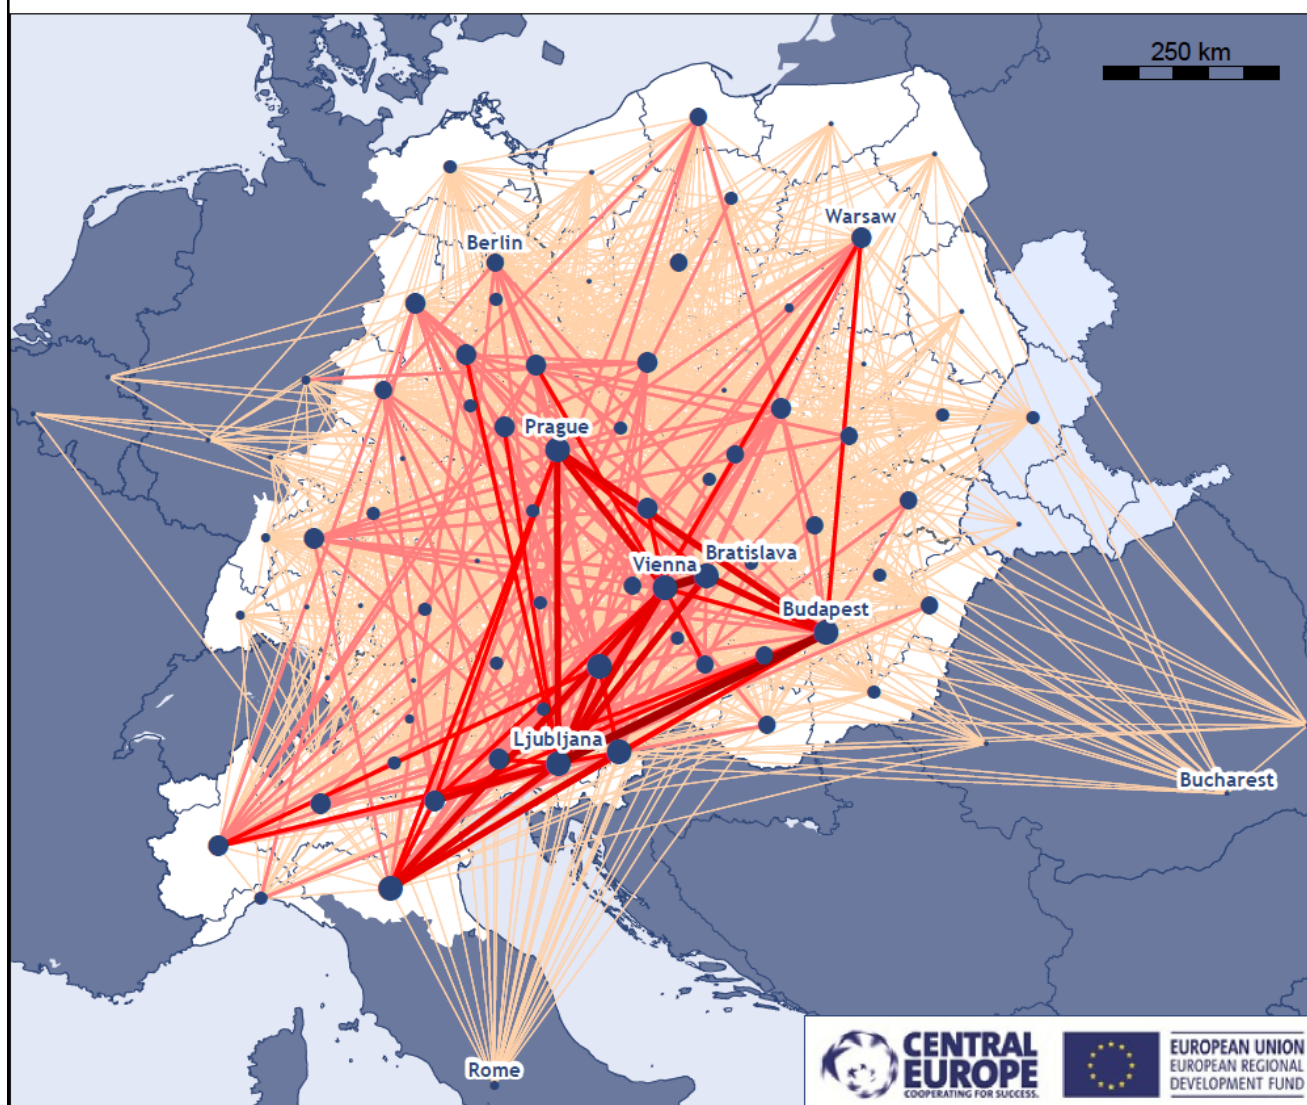 250 km
Warsaw
Berlin
Prague
Bratislava
Vienna
Budapest
Ljubljana
Bucharest
Rome
CENTRAL
EUROPE
COOPERATING FOR SUCCESS.
EUROPEAN UNION
EUROPEAN REGIONAL
DEVELOPMENT FUND